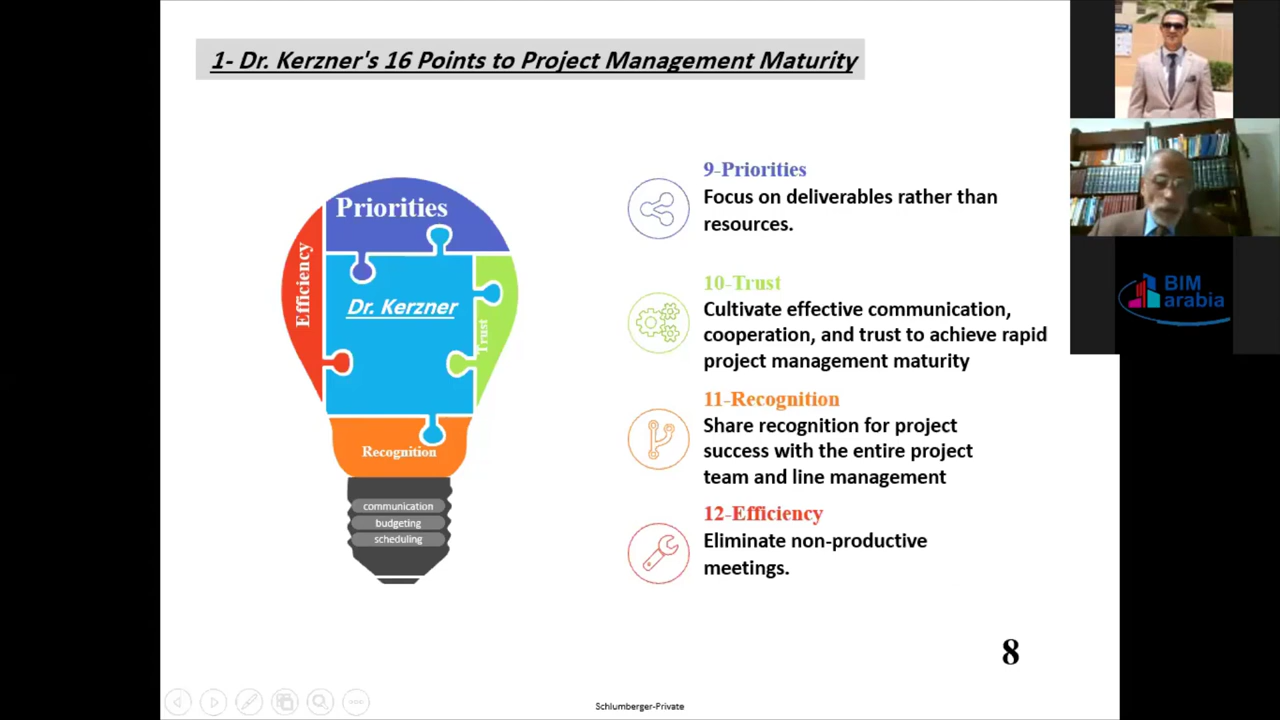 1- Dr. Kerzner's 16 Points to Project Management Maturity
Priorities
Efficiency
Dr. Kerzner
Trust
Recognition
communication
budgeting
scheduling
9-Priorities
Focus on deliverables rather than
resources.
10-Trust
Cultivate effective communication,
cooperation, and trust to achieve rapid
project management maturity
11-Recognition
Share recognition for project
success with the entire project
team and line management
12-Efficiency
Eliminate non-productive
meetings.
8
Schlumberger-Private
BIM
arabia